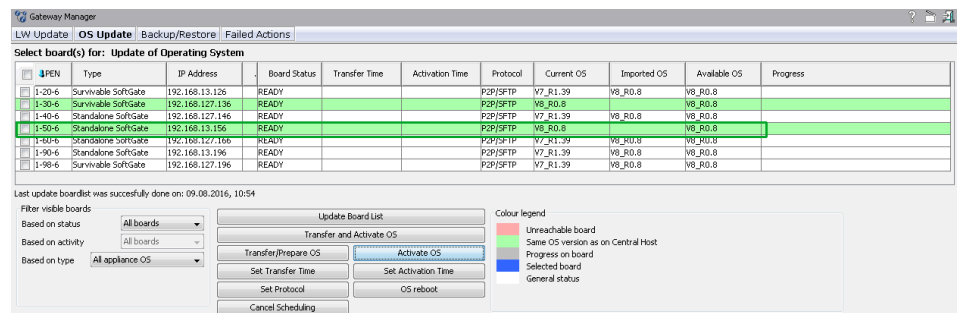 Gateway Manager
LW Update OS Update Backup/Restore Failed Actions
Select board(s) for: Update of Operating System
PEN Type IP Address . Board Status Transfer Time Activation Time Protocol Current OS Imported OS Available OS Progress
1-20-6 Survivable SoftGate 192.168.13.126 READY P2P/SFTP V7_R1.39 V8_R0.8 V8_R0.8
1-30-6 Survivable SoftGate 192.168.127.136 READY P2P/SFTP V8_R0.8 V8_R0.8
1-40-6 Standalone SoftGate 192.168.127.146 READY P2P/SFTP V7_R1.39 V8_R0.8 V8_R0.8
1-50-6 Standalone SoftGate 192.168.13.156 READY P2P/SFTP V8_R0.8 V8_R0.8
1-60-6 Standalone SoftGate 192.168.127.166 READY P2P/SFTP V7_R1.39 V8_R0.8 V8_R0.8
1-90-6 Standalone SoftGate 192.168.13.196 READY P2P/SFTP V7_R1.39 V8_R0.8 V8_R0.8
1-98-6 Survivable SoftGate 192.168.127.196 READY P2P/SFTP V7_R1.39 V8_R0.8 V8_R0.8
Last update boardlist was succesfully done on: 09.08.2016, 10:54
Filter visible boards
Based on status All boards
Based on activity All boards
Based on type All appliance OS
Update Board List
Transfer and Activate OS
Transfer/Prepare OS Activate OS
Set Transfer Time Set Activation Time
Set Protocol OS reboot
Cancel Scheduling
Colour legend
Unreachable board
Same OS version as on Central Host
Progress on board
Selected board
General status